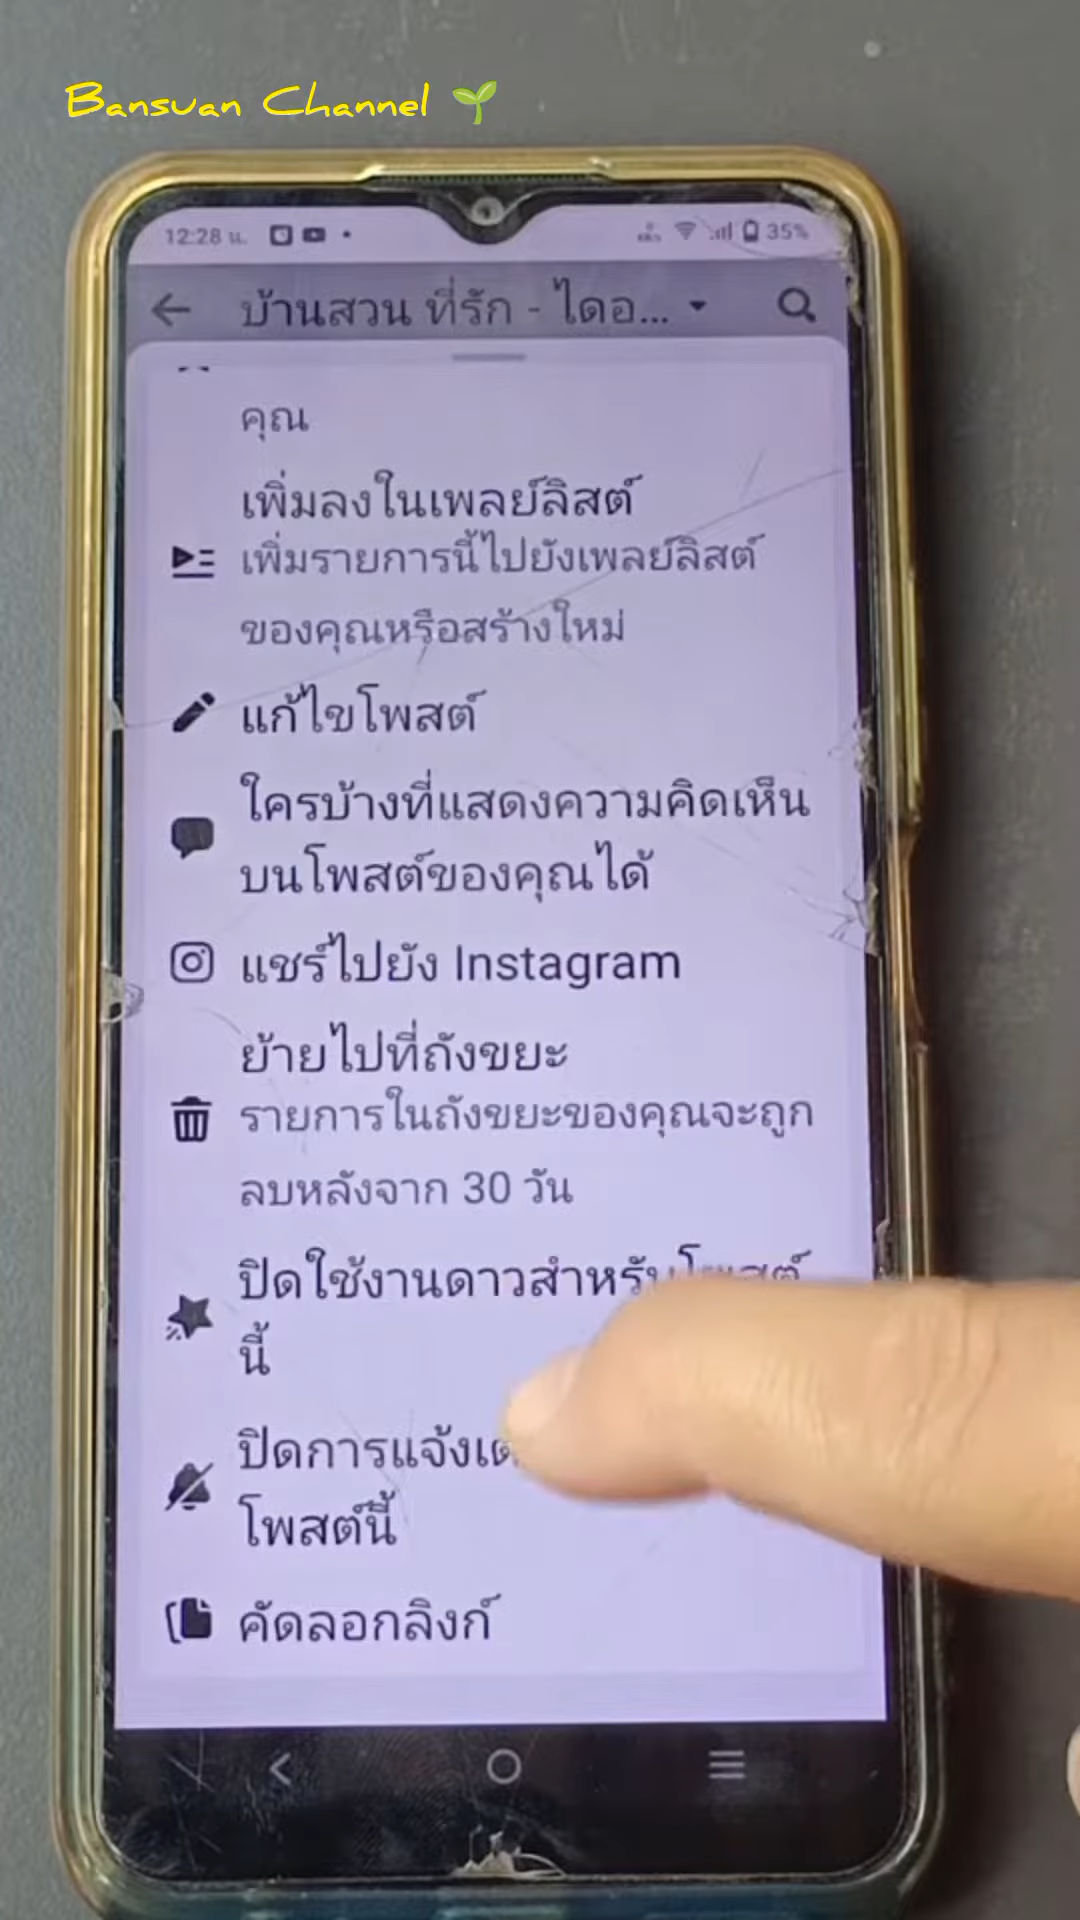 Bansuan Channel
12:28 น.
35%
บ้านสวน ที่รัก - ไดอ...
คุณ
เพิ่มลงในเพลย์ลิสต์
เพิ่มรายการนี้ไปยังเพลย์ลิสต์
ของคุณหรือสร้างใหม่
แก้ไขโพสต์
ใครบ้างที่แสดงความคิดเห็น
บนโพสต์ของคุณได้
แชร์ไปยัง Instagram
ย้ายไปที่ถังขยะ
รายการในถังขยะของคุณจะถูก
ลบหลังจาก 30 วัน
ปิดใช้งานดาวสำหรับโพสต์
นี้
ปิดการแจ้งเ
โพสต์นี้
คัดลอกลิงก์